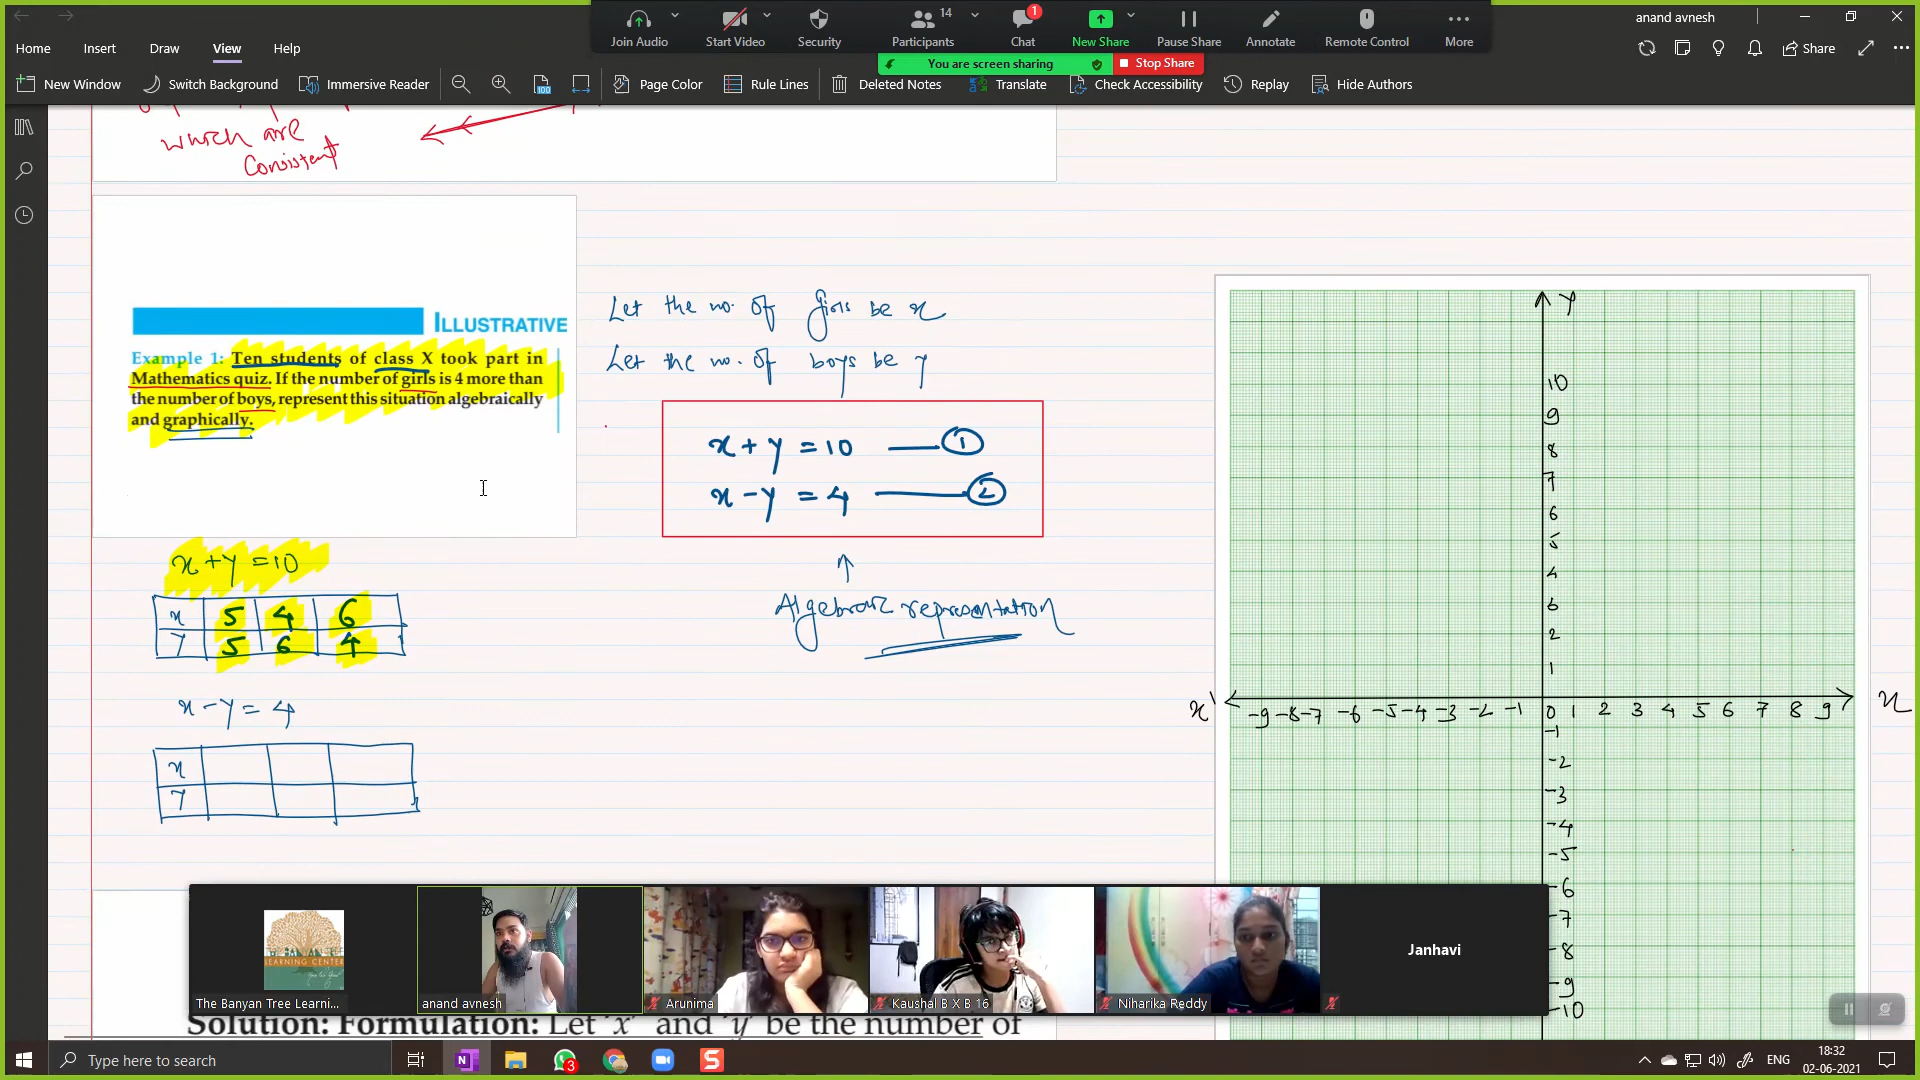 Join Audio
Start Video
Security
Participants 14
Chat 1
New Share
Pause Share
Annotate
Remote Control
More
anand avnesh
You are screen sharing
Stop Share
Home Insert Draw View Help
Share
New Window Switch Background Immersive Reader 100 Page Color Rule Lines Deleted Notes Translate Check Accessibility Replay Hide Authors
which are
Consistent
ILLUSTRATIVE
Example 1: Ten students of class X took part in
Mathematics quiz. If the number of girls is 4 more than
the number of boys, represent this situation algebraically
and graphically.
Let the no. of girls be x
Let the no. of boys be y
x + y = 10 ——— 1
x - y = 4 ——— 2
↑
Algebraic representation
x + y = 10
x 5 4 6
y 5 6 4
x - y = 4
x
y
Y
10
9
8
7
6
5
4
3
2
1
x' -9 -8 -7 -6 -5 -4 -3 -2 -1 0 1 2 3 4 5 6 7 8 9 x
-1
-2
-3
-4
-5
-6
-7
-8
-9
-10
LEARNING CENTER
The Banyan Tree Learni...
anand avnesh
Arunima
Kaushal B X B 16
Niharika Reddy
Janhavi
Solution: Formulation: Let 'x' and 'y' be the number of
Type here to search
3
ENG
18:32
02-06-2021